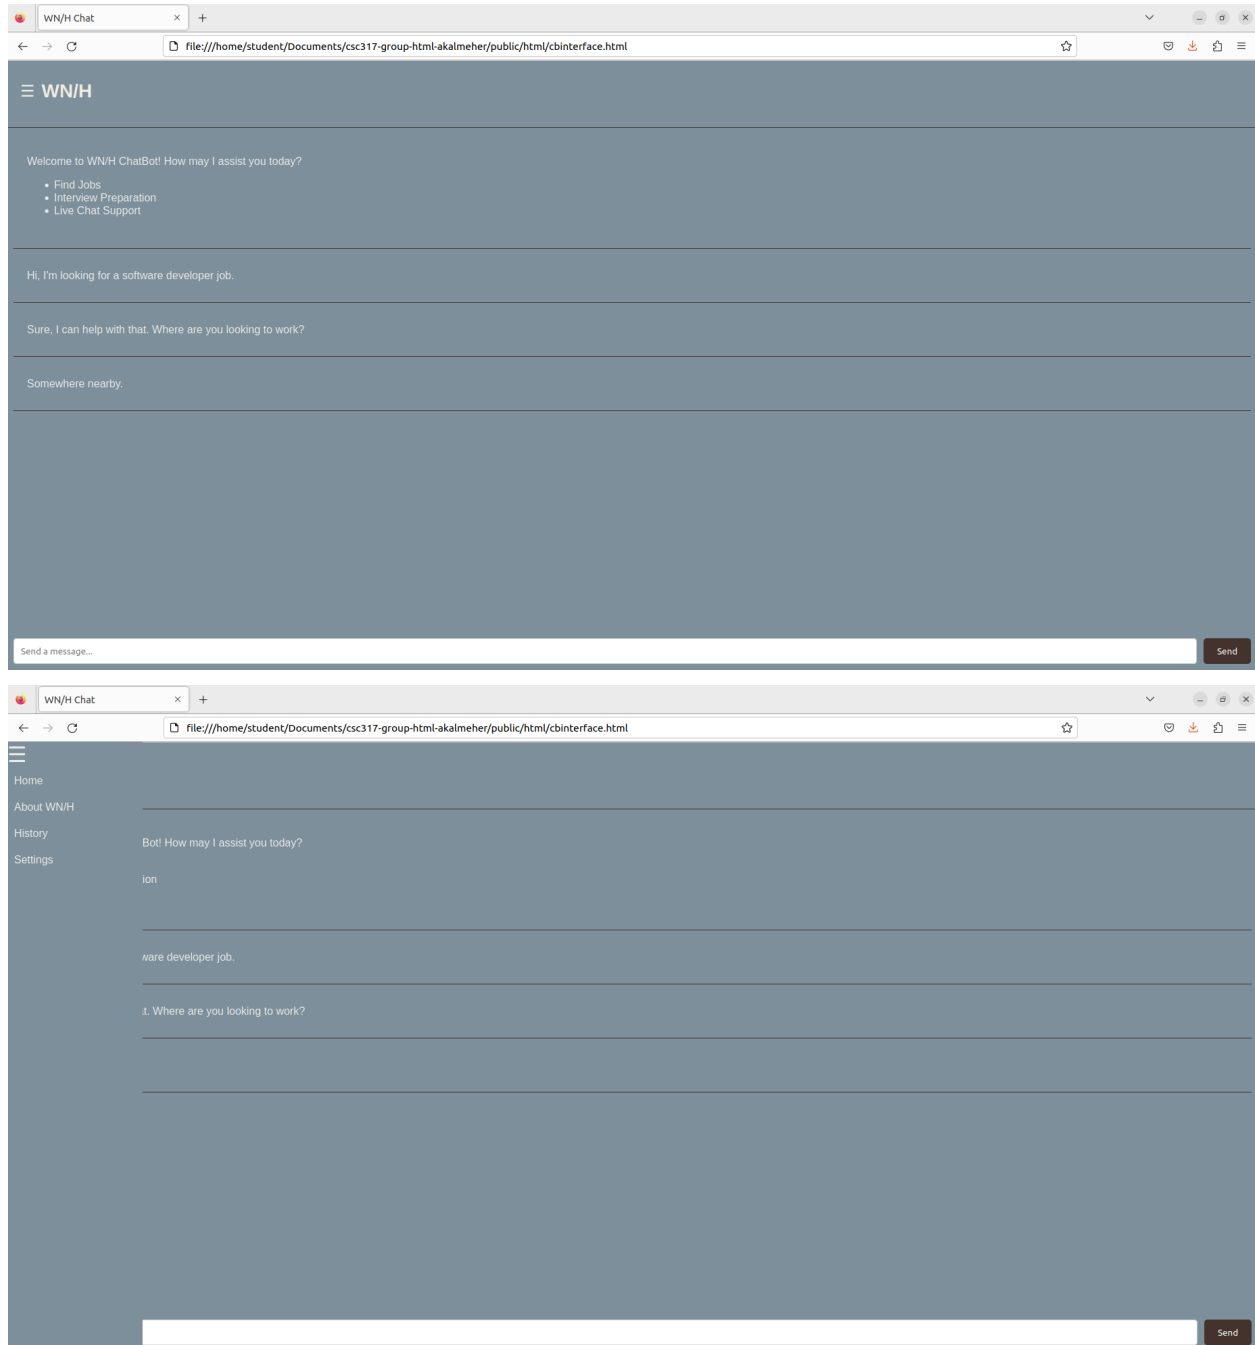 WN/H Chat
file:///home/student/Documents/csc317-group-html-akalmeher/public/html/cbinterface.html
☰ WN/H
Welcome to WN/H ChatBot! How may I assist you today?
• Find Jobs
• Interview Preparation
• Live Chat Support
Hi, I'm looking for a software developer job.
Sure, I can help with that. Where are you looking to work?
Somewhere nearby.
Send a message... Send
WN/H Chat
file:///home/student/Documents/csc317-group-html-akalmeher/public/html/cbinterface.html
☰
Home
About WN/H
History
Bot! How may I assist you today?
Settings
ion
ware developer job.
t. Where are you looking to work?
Send